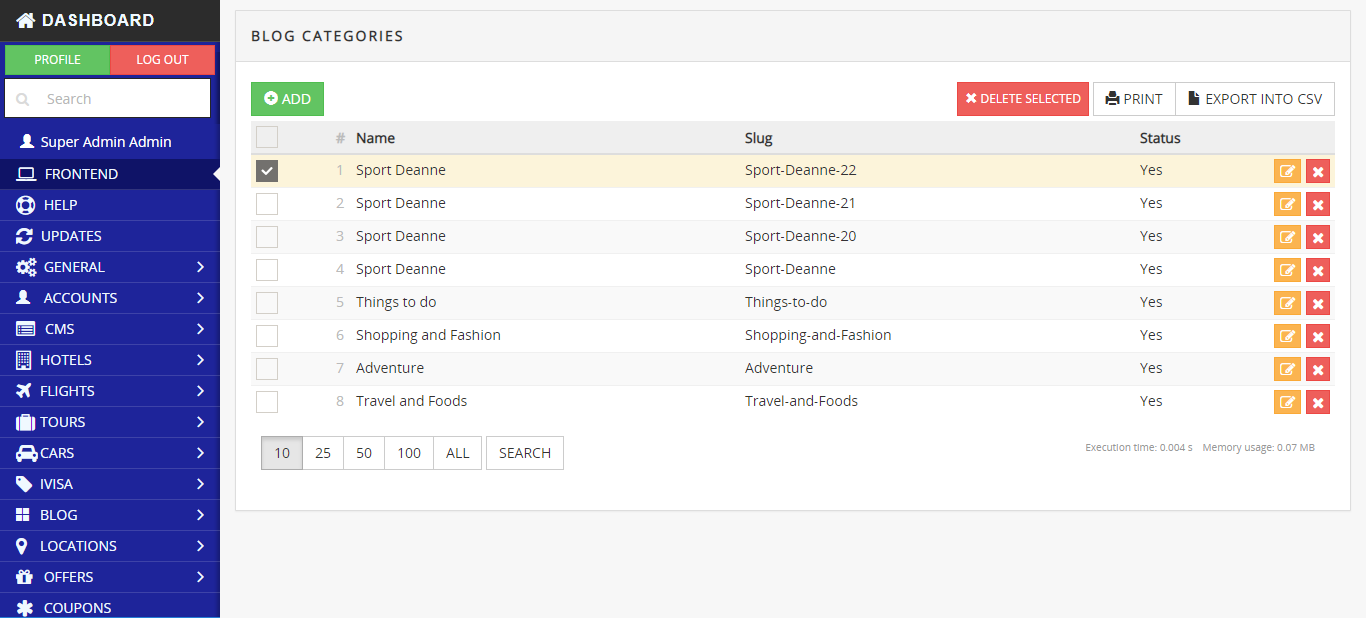 DASHBOARD
PROFILE LOG OUT
Search
Super Admin Admin
FRONTEND
HELP
UPDATES
GENERAL
ACCOUNTS
CMS
HOTELS
FLIGHTS
TOURS
CARS
IVISA
BLOG
LOCATIONS
OFFERS
COUPONS
BLOG CATEGORIES
ADD DELETE SELECTED PRINT EXPORT INTO CSV
# Name Slug Status
1 Sport Deanne Sport-Deanne-22 Yes
2 Sport Deanne Sport-Deanne-21 Yes
3 Sport Deanne Sport-Deanne-20 Yes
4 Sport Deanne Sport-Deanne Yes
5 Things to do Things-to-do Yes
6 Shopping and Fashion Shopping-and-Fashion Yes
7 Adventure Adventure Yes
8 Travel and Foods Travel-and-Foods Yes
10 25 50 100 ALL SEARCH Execution time: 0.004 s Memory usage: 0.07 MB